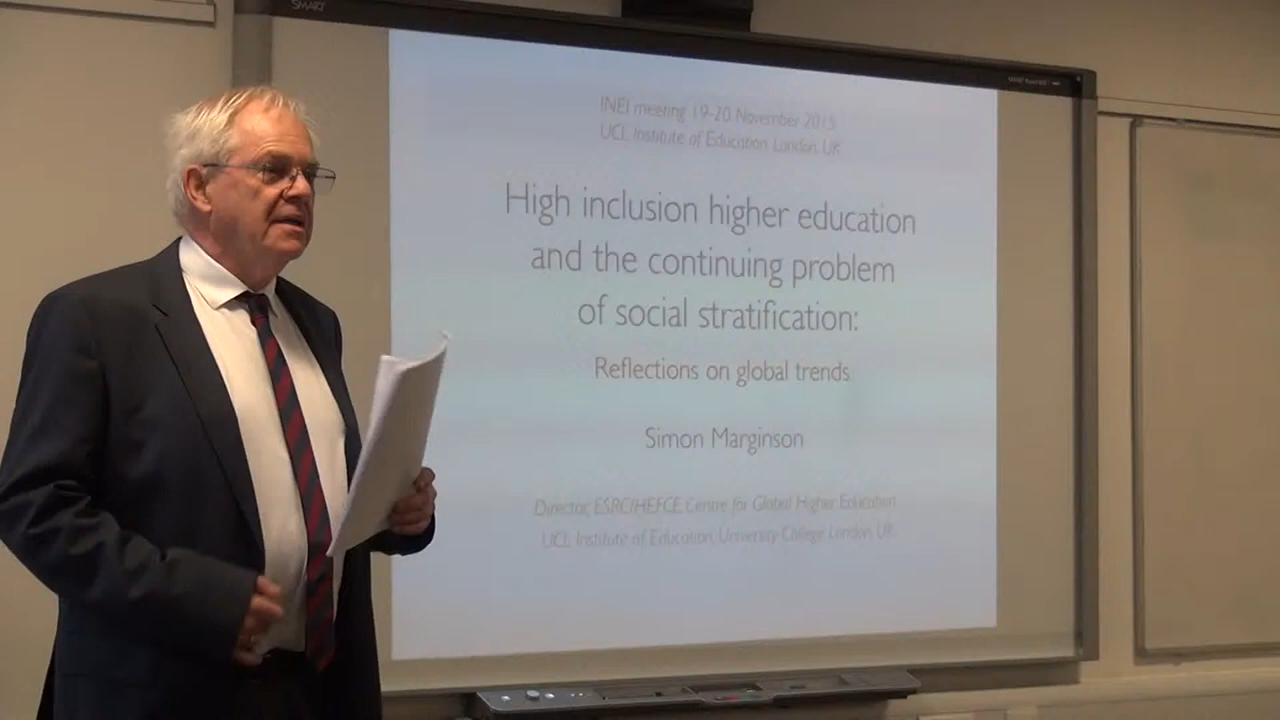 SMART
INEI meeting 19-20 November 2015
UCL Institute of Education London, UK
High inclusion higher education
and the continuing problem
of social stratification:
Reflections on global trends
Simon Marginson
Director, ESRC/HEFCE Centre for Global Higher Education
UCL Institute of Education, University College London, UK